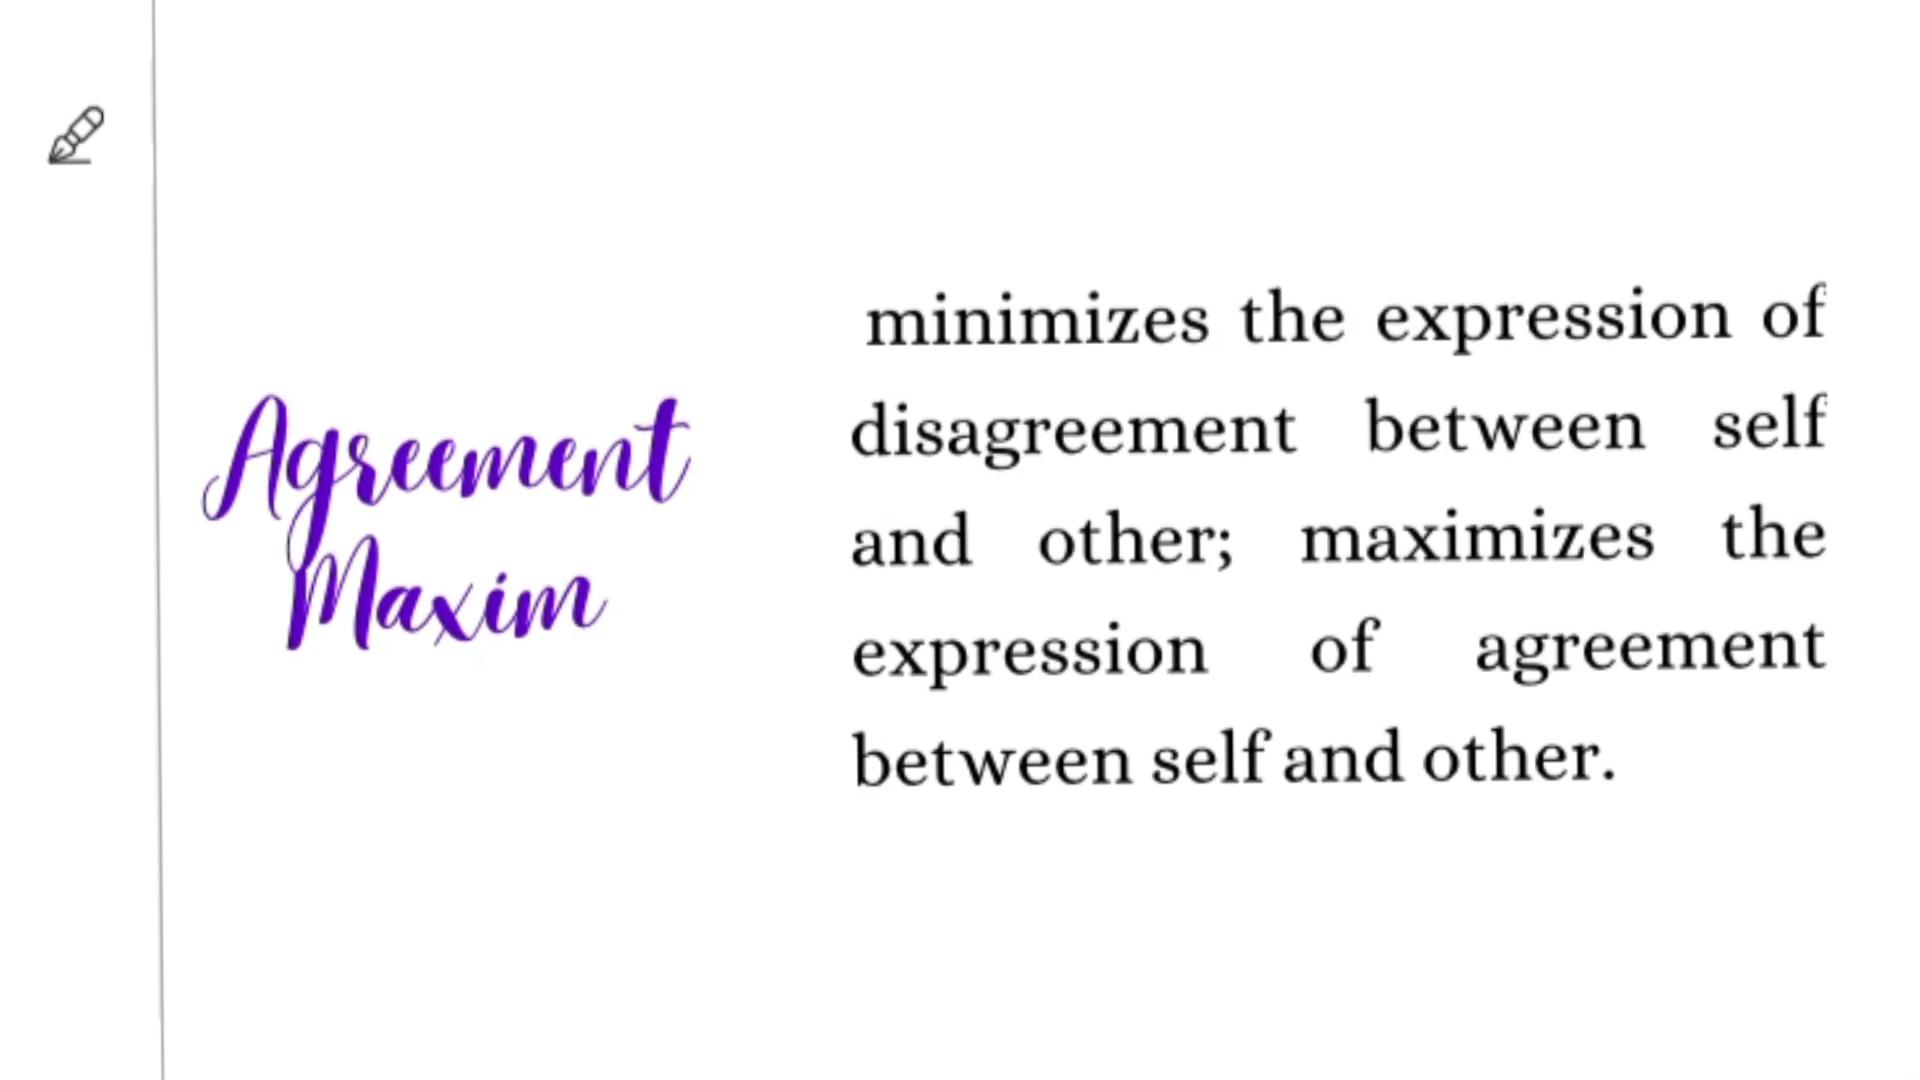 Agreement
Maxim
minimizes the expression of
disagreement between self
and other; maximizes the
expression of agreement
between self and other.